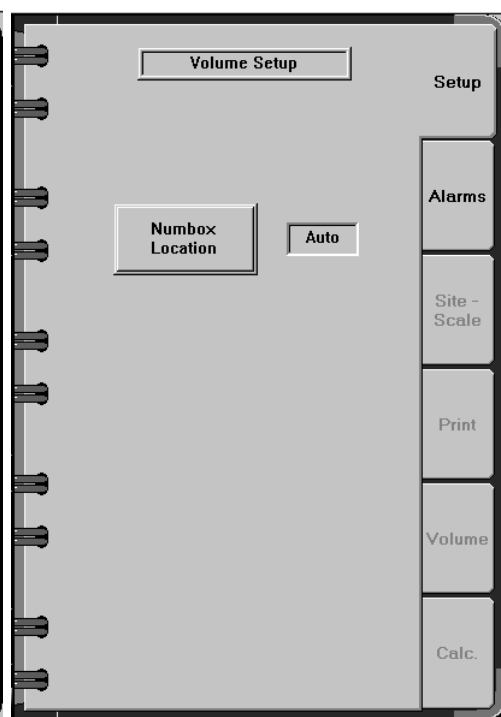 Volume Setup
Setup
Alarms
Numbox
Location
Auto
Site -
Scale
Print
Volume
Calc.